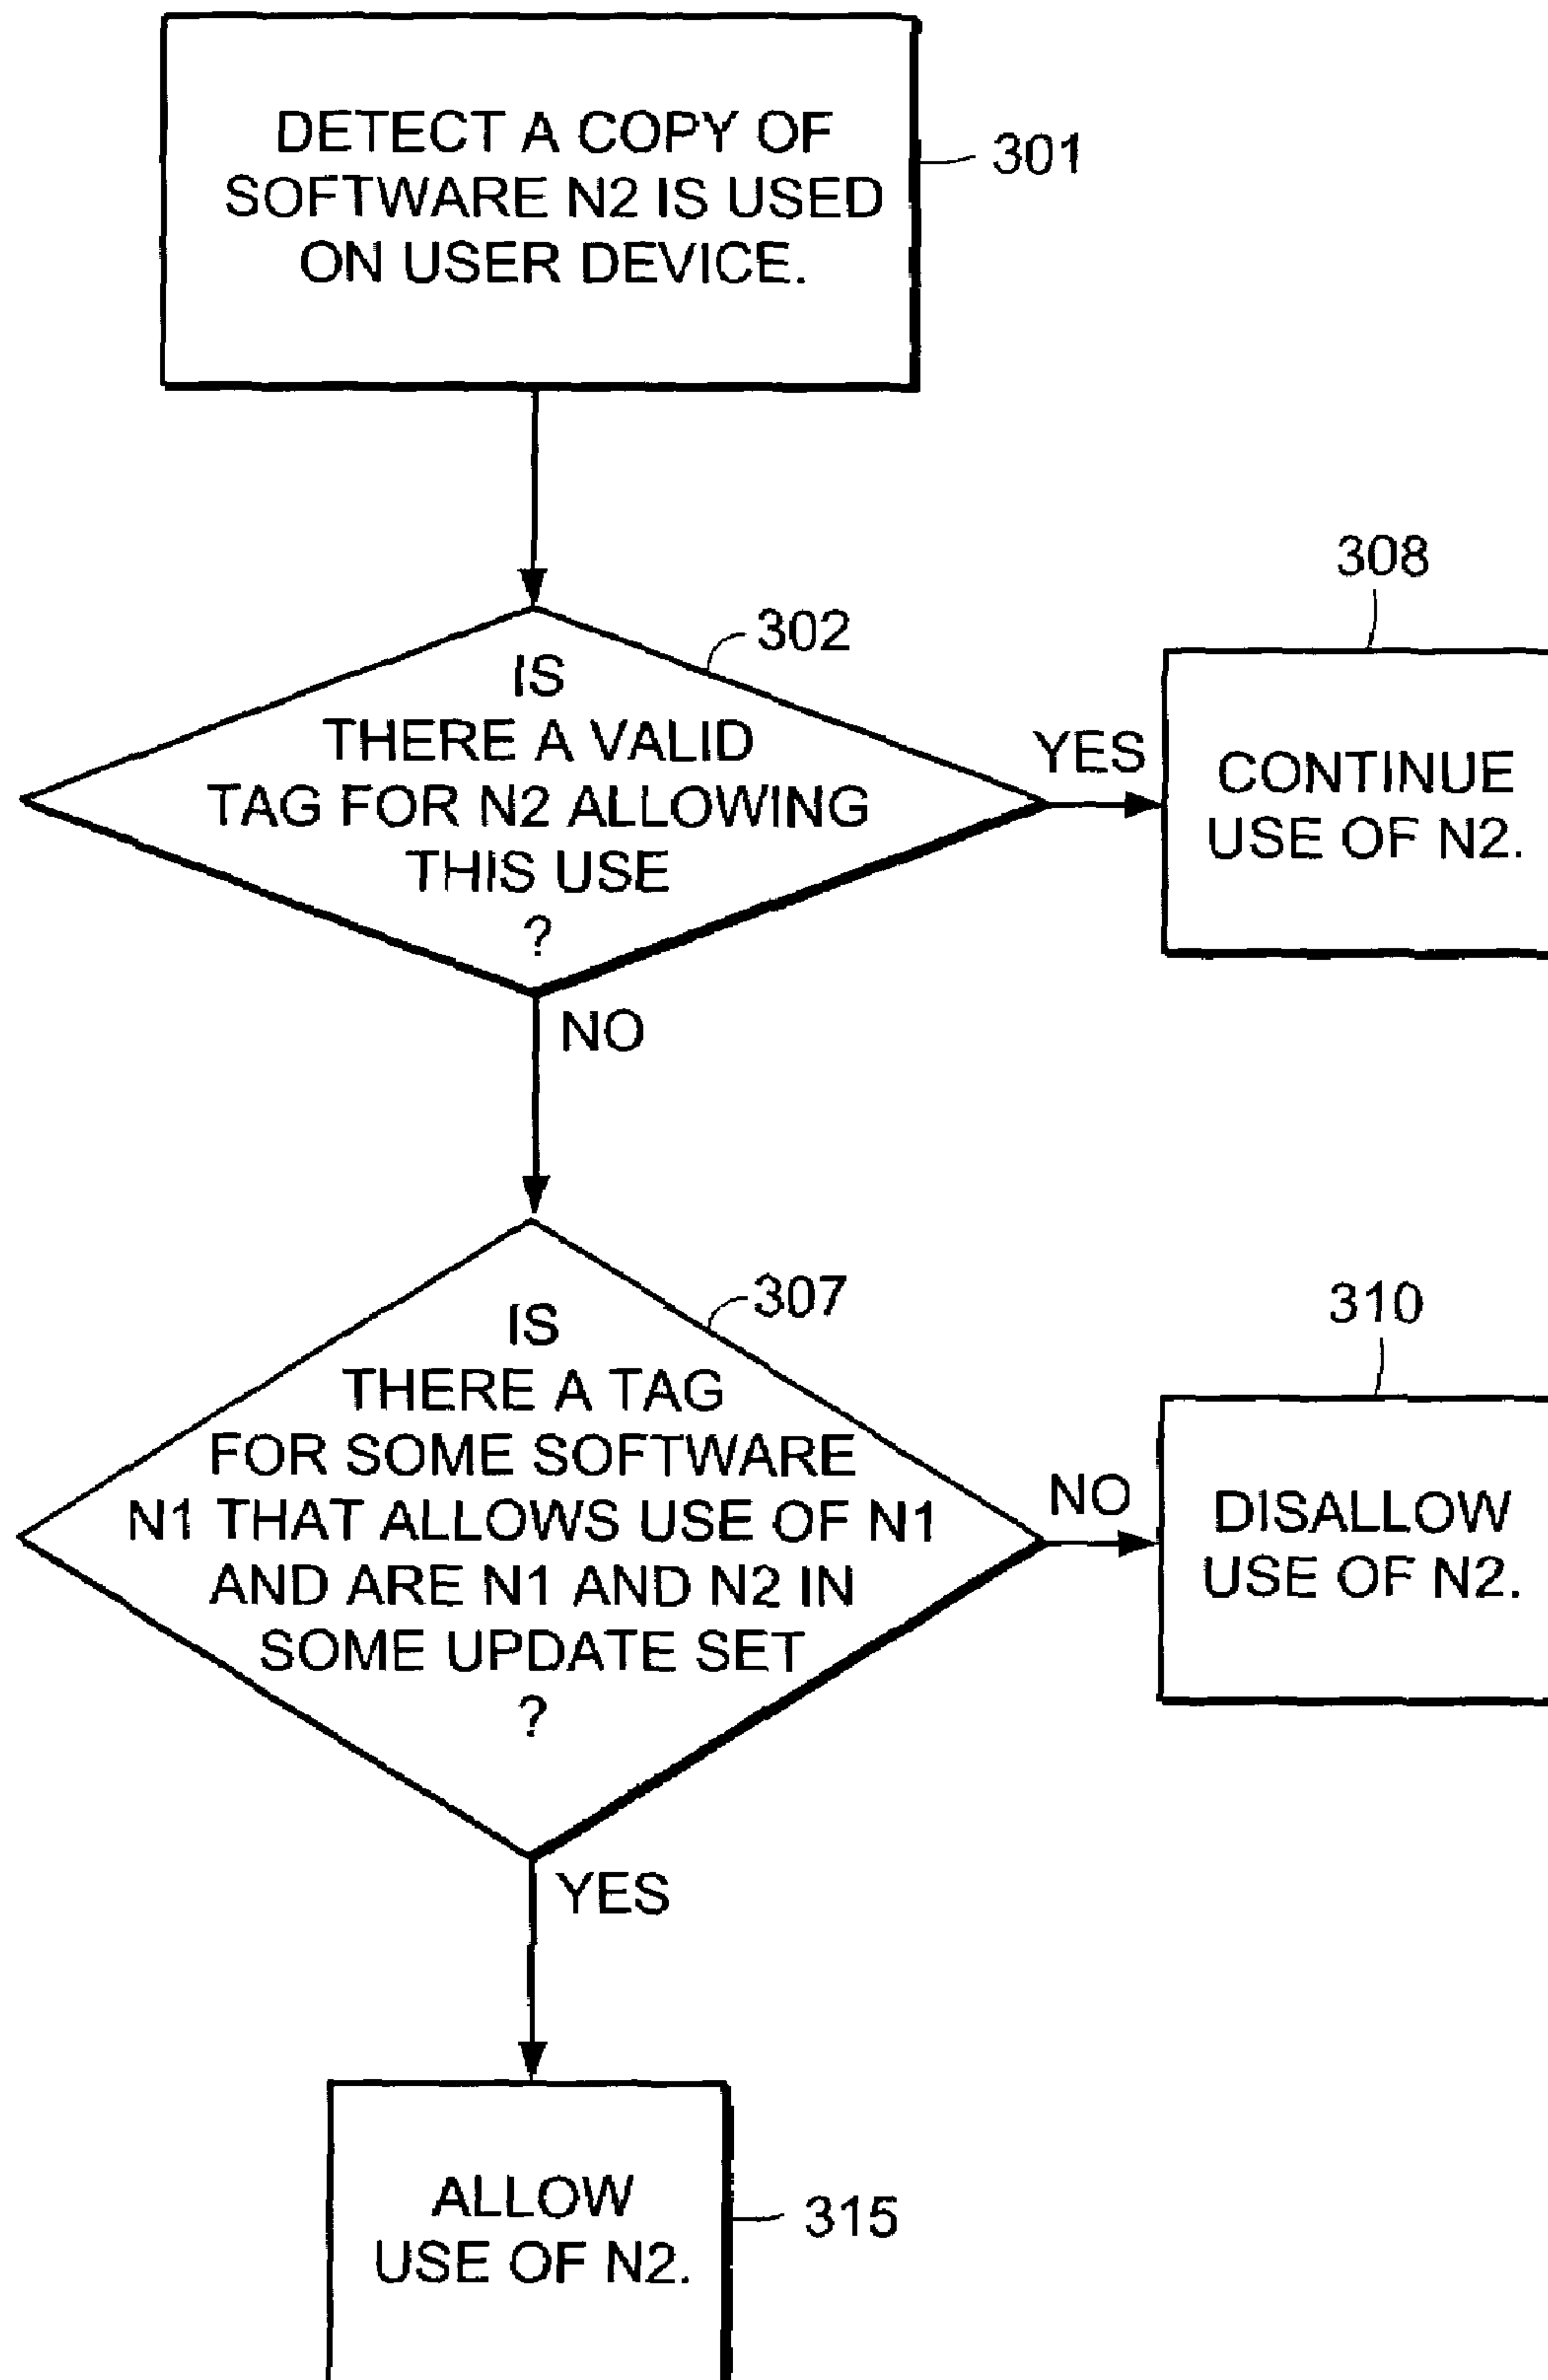 DETECT A COPY OF
SOFTWARE N2 IS USED
ON USER DEVICE.
301
302
IS
THERE A VALID
TAG FOR N2 ALLOWING
THIS USE
?
YES
308
CONTINUE
USE OF N2.
NO
307
IS
THERE A TAG
FOR SOME SOFTWARE
N1 THAT ALLOWS USE OF N1
AND ARE N1 AND N2 IN
SOME UPDATE SET
?
NO
310
DISALLOW
USE OF N2.
YES
ALLOW
USE OF N2.
315